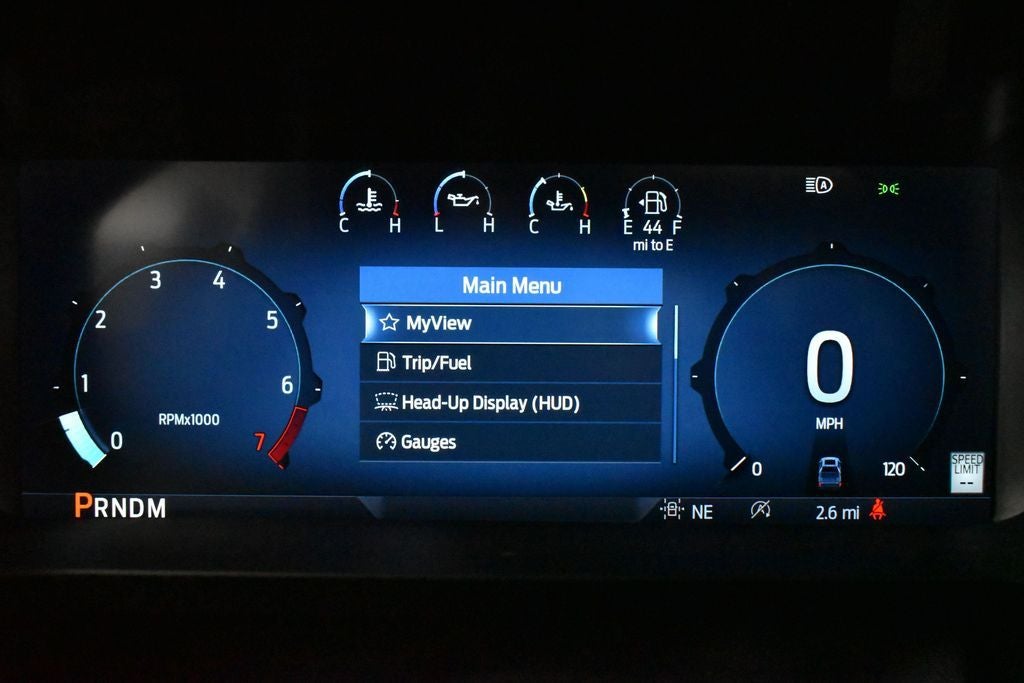 C H
L H
C H
E 44 F
mi to E
A
Main Menu
MyView
Trip/Fuel
Head-Up Display (HUD)
Gauges
0
1
2
3
4
5
6
7
RPMx1000
0
MPH
0
120
SPEED
LIMIT
--
PRNDM
NE
A
2.6 mi